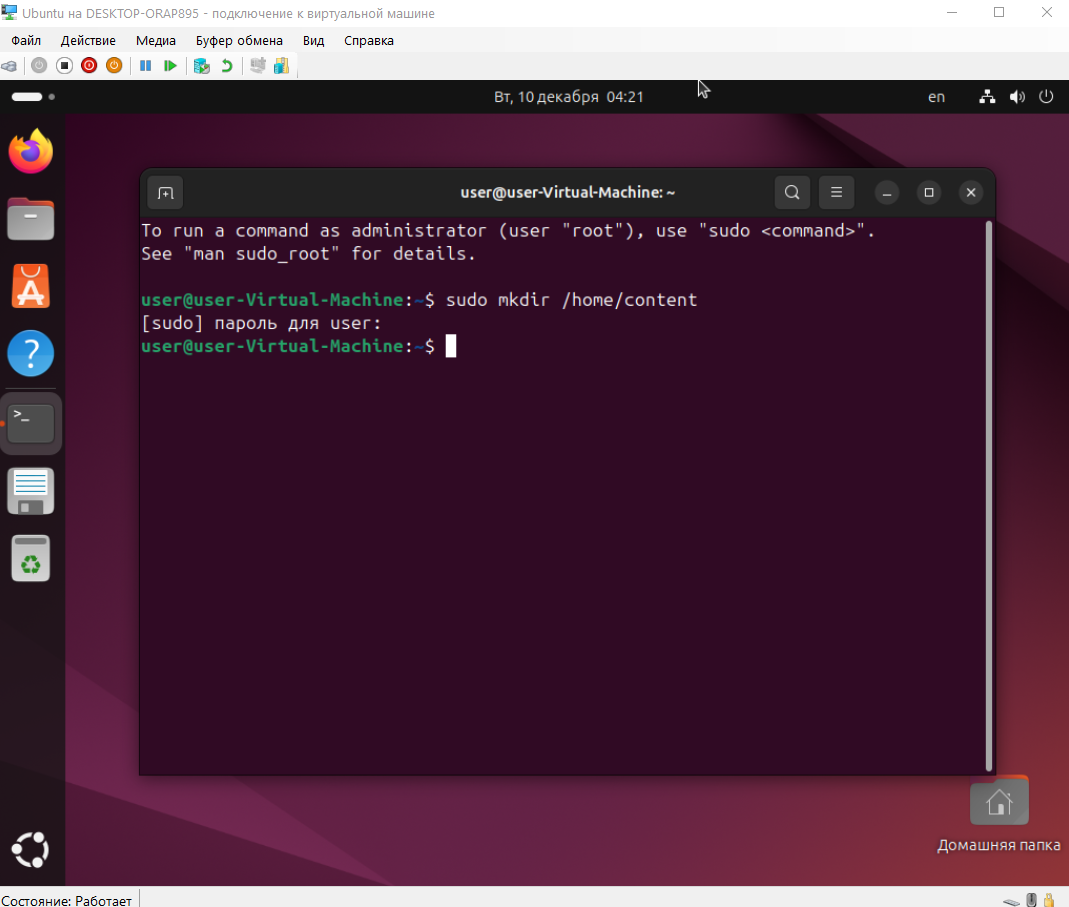 Ubuntu на DESKTOP-ORAP895 - подключение к виртуальной машине
Файл Действие Медиа Буфер обмена Вид Справка
Вт, 10 декабря 04:21 en
user@user-Virtual-Machine: ~
To run a command as administrator (user "root"), use "sudo <command>".
See "man sudo_root" for details.
user@user-Virtual-Machine:~$ sudo mkdir /home/content
[sudo] пароль для user:
user@user-Virtual-Machine:~$
Домашняя папка
Состояние: Работает